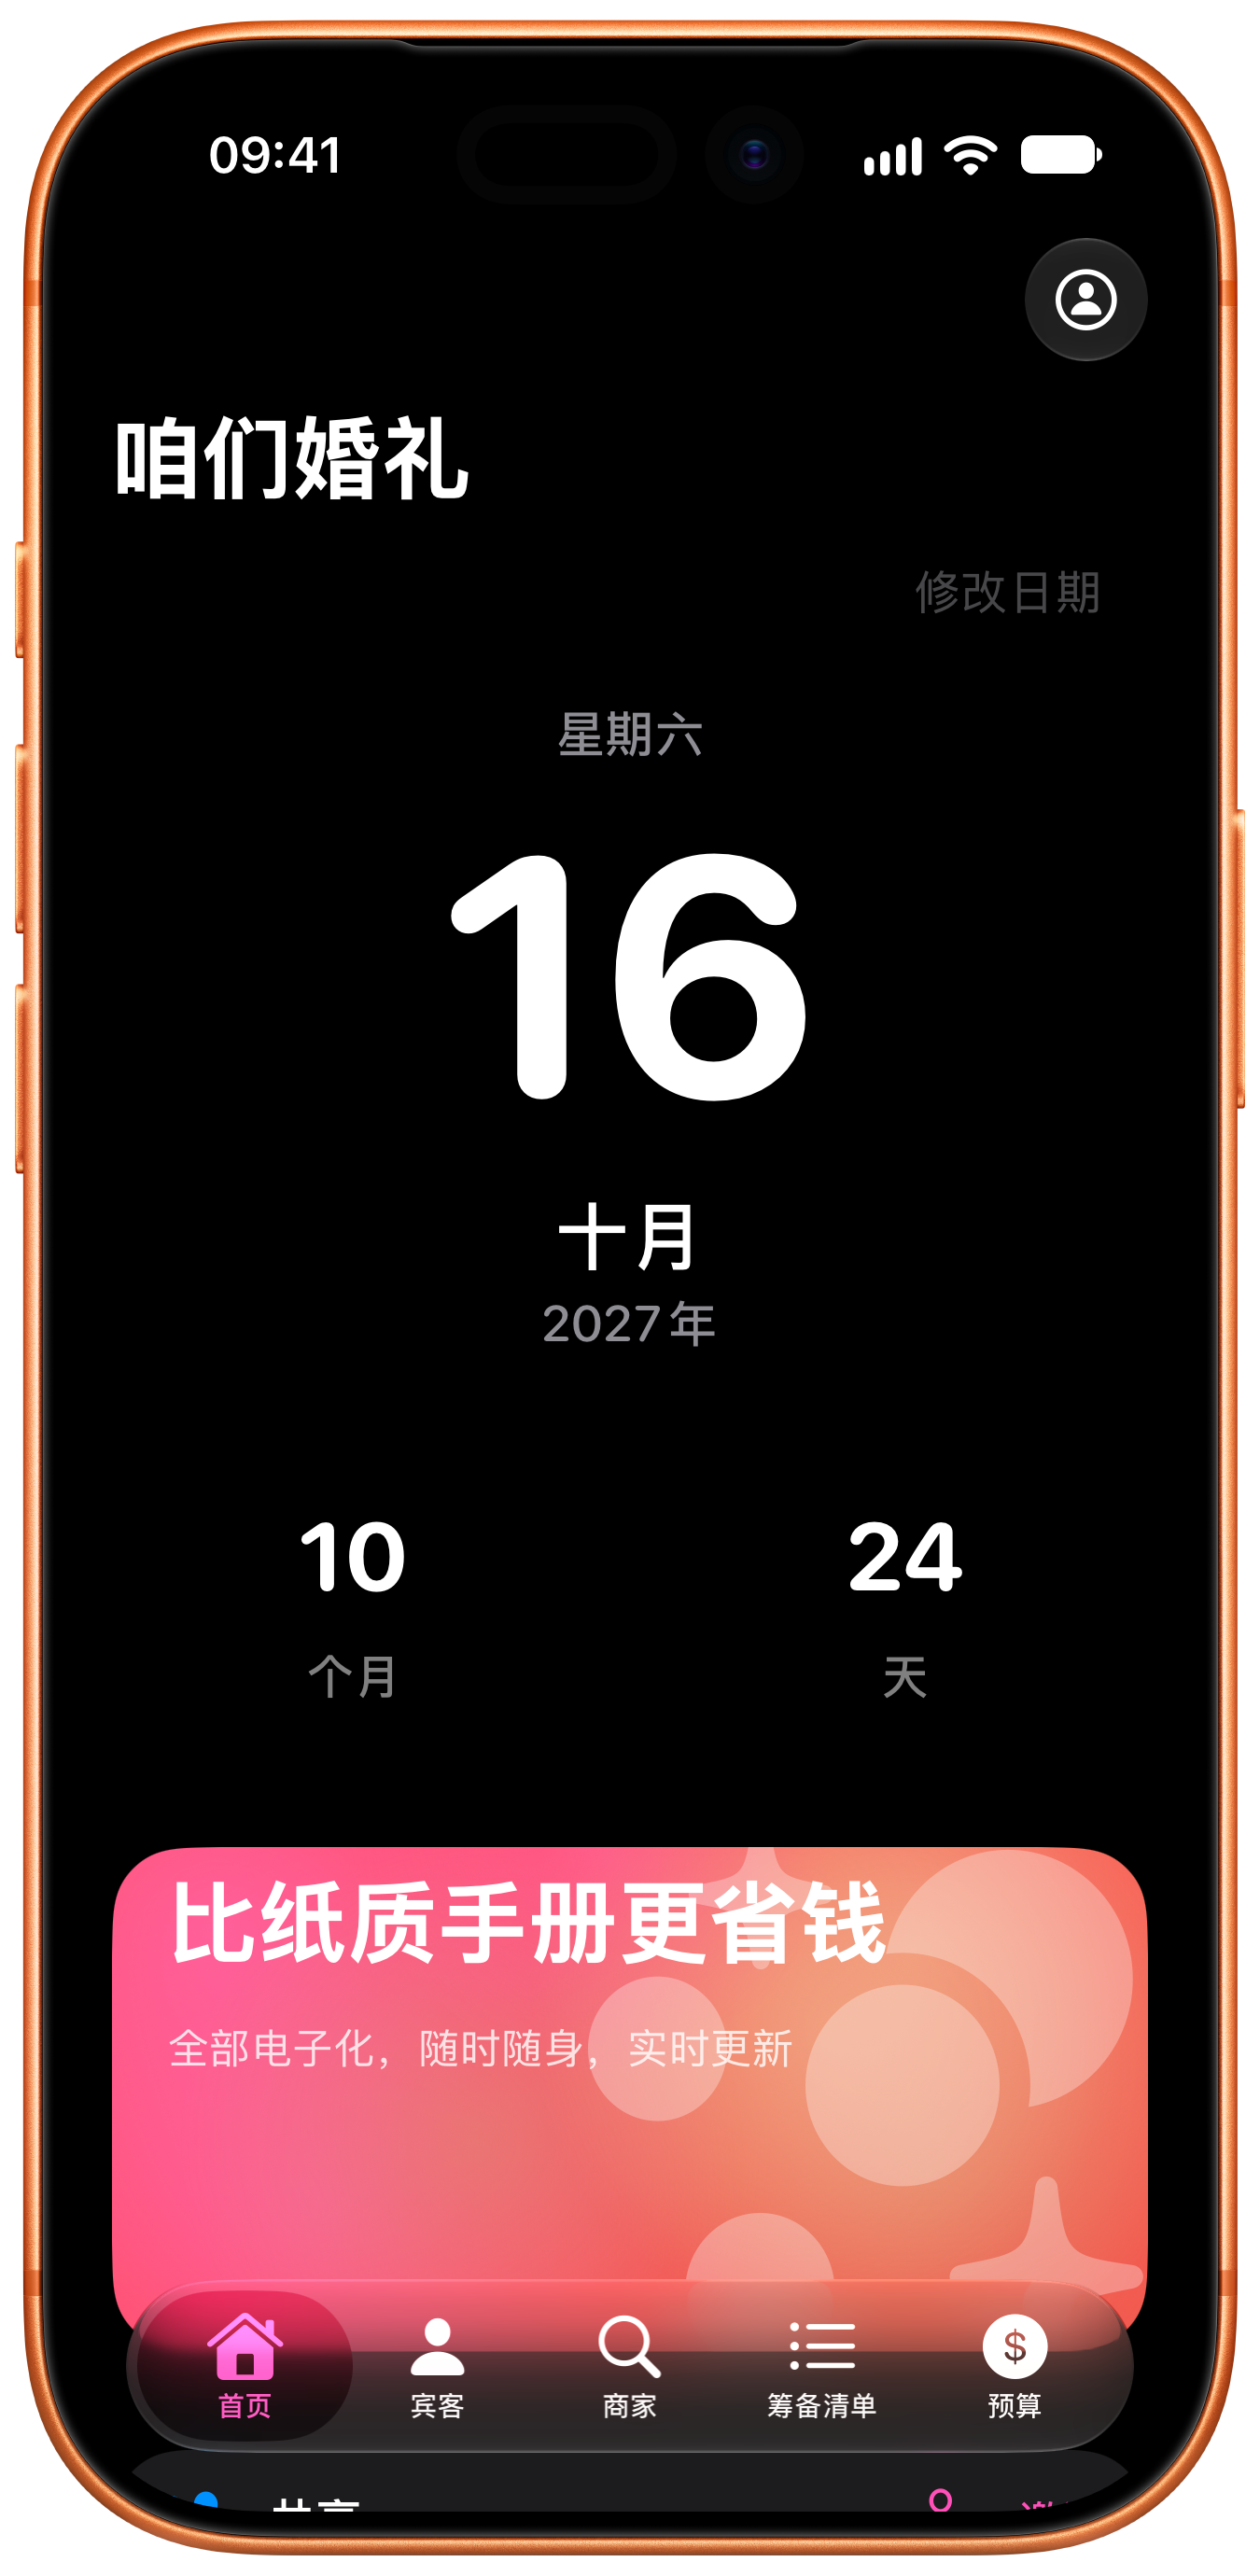 09:41
咱们婚礼
修改日期
星期六
16
十月
2027年
10
24
个月
天
比纸质手册更省钱
全部电子化，随时随身，实时更新
首页
宾客
商家
筹备清单
$
预算